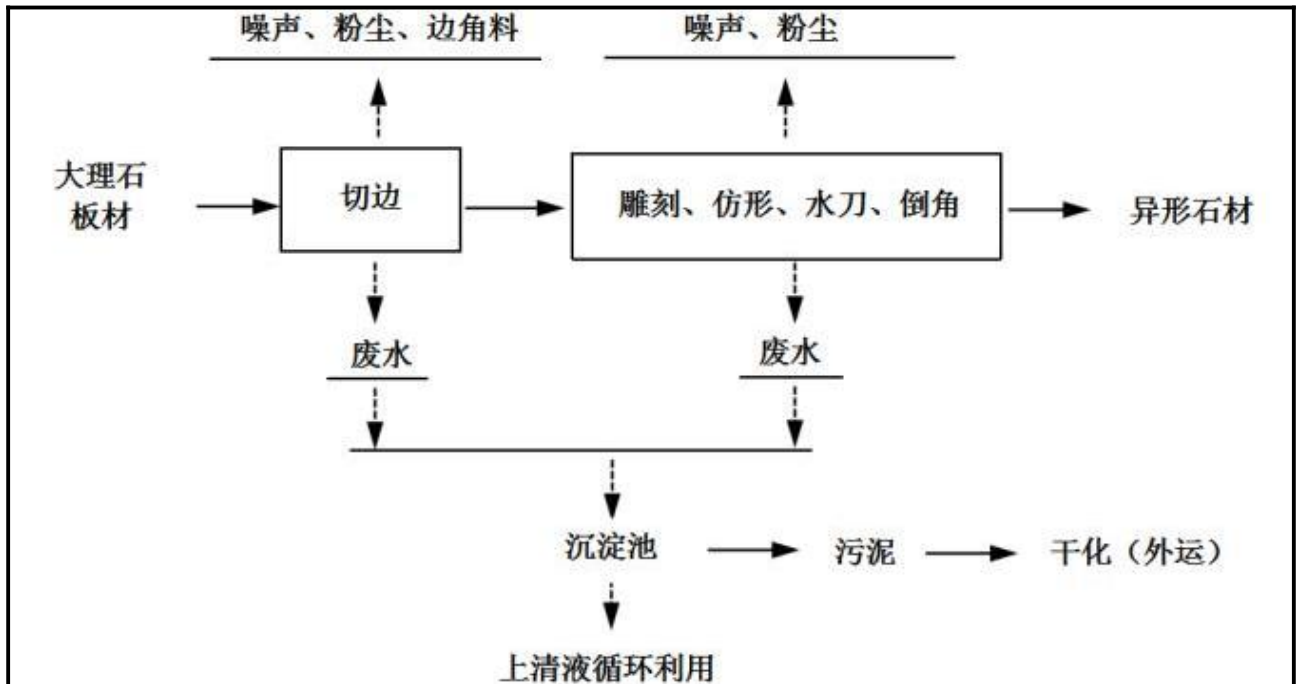 噪声、粉尘、边角料
噪声、粉尘
大理石
板材
切边
雕刻、仿形、水刀、倒角
异形石材
废水
废水
沉淀池
污泥
干化（外运）
上清液循环利用